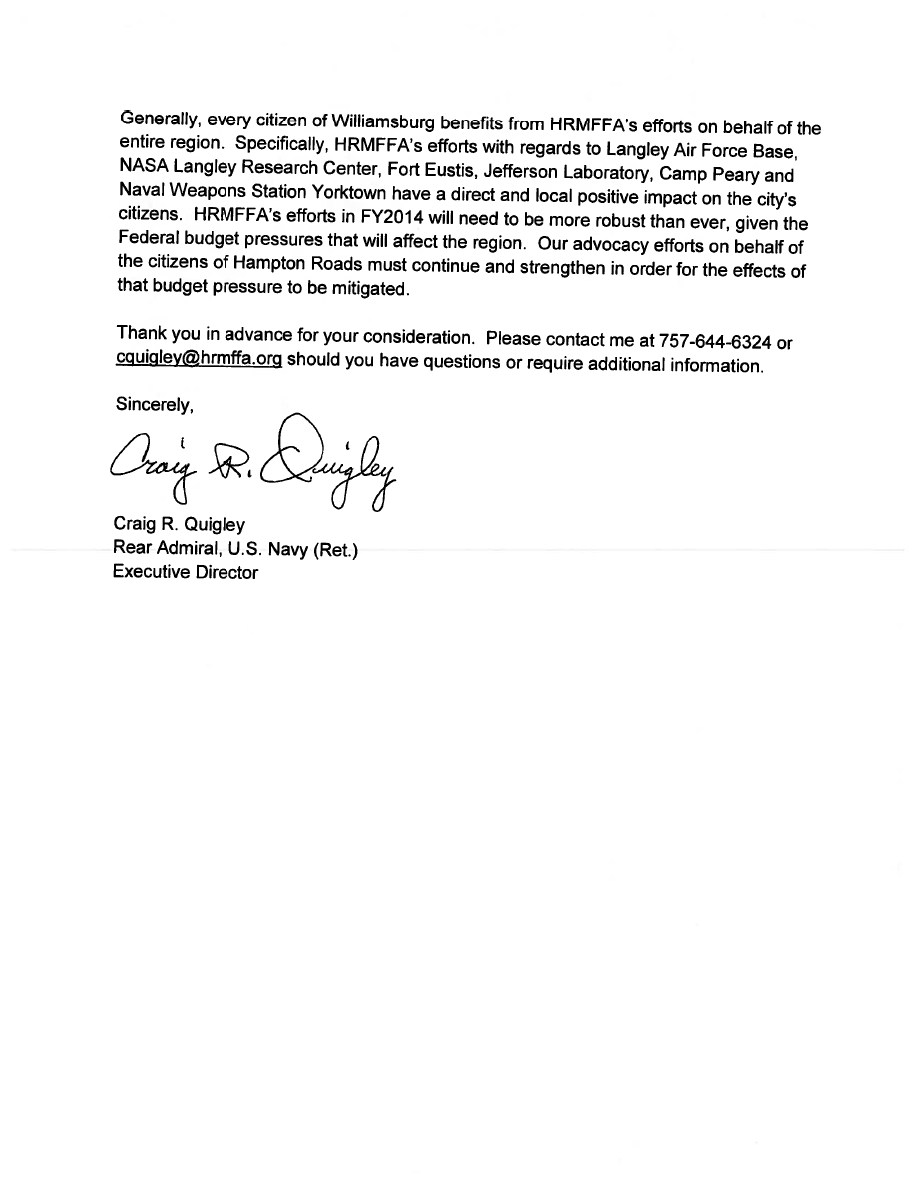 Generally, every citizen of Williamsburg benefits from HRMFFA's efforts on behalf of the
entire region.  Specifically, HRMFFA's efforts with regards to Langley Air Force Base,
NASA Langley Research Center, Fort Eustis, Jefferson Laboratory, Camp Peary and
Naval Weapons Station Yorktown have a direct and local positive impact on the city's
citizens.  HRMFFA's efforts in FY2014 will need to be more robust than ever, given the
Federal budget pressures that will affect the region.  Our advocacy efforts on behalf of
the citizens of Hampton Roads must continue and strengthen in order for the effects of
that budget pressure to be mitigated.
Thank you in advance for your consideration.  Please contact me at 757-644-6324 or
cquigley@hrmffa.org should you have questions or require additional information.
Sincerely,
Craig R. Quigley
Craig R. Quigley
Rear Admiral, U.S. Navy (Ret.)
Executive Director